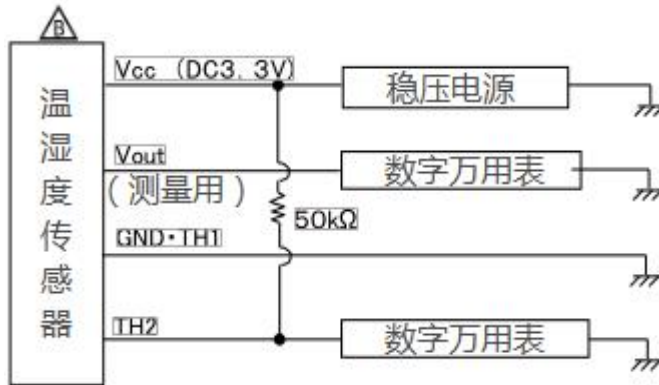 B
温湿度传感器
Vcc (DC3. 3V)
稳压电源
Vout
(测量用)
数字万用表
50kΩ
GND・TH1
TH2
数字万用表